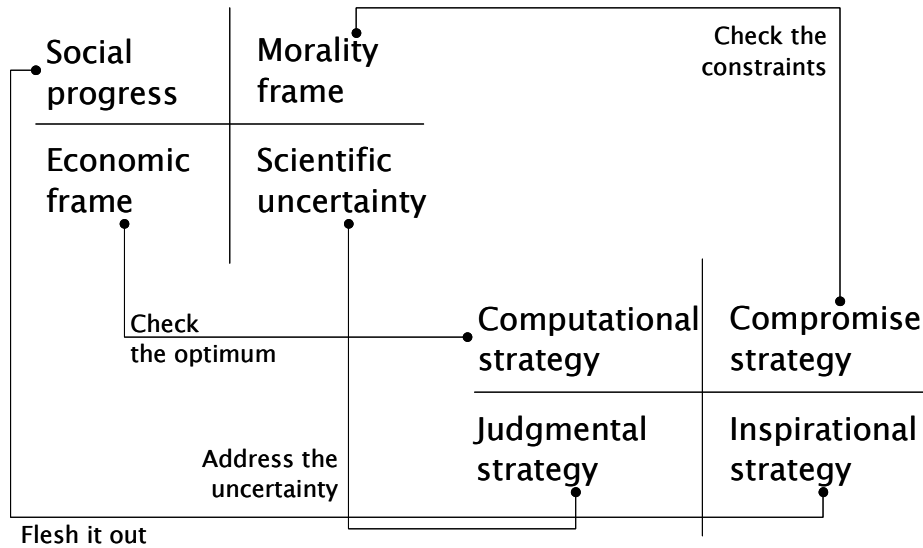 Social
progress
Morality
frame
Check the
constraints
Economic
frame
Scientific
uncertainty
Check
the optimum
Computational
strategy
Compromise
strategy
Judgmental
strategy
Inspirational
strategy
Address the
uncertainty
Flesh it out